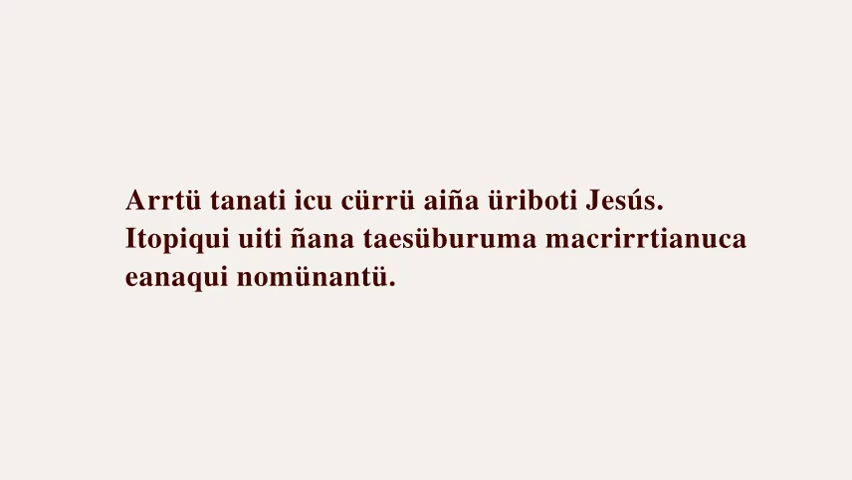 Arrtü tanati icu cürrü aiña üriboti Jesús.
Itopiqui uiti ñana taesüburuma macrirrtianuca
eanaqui nomünantü.